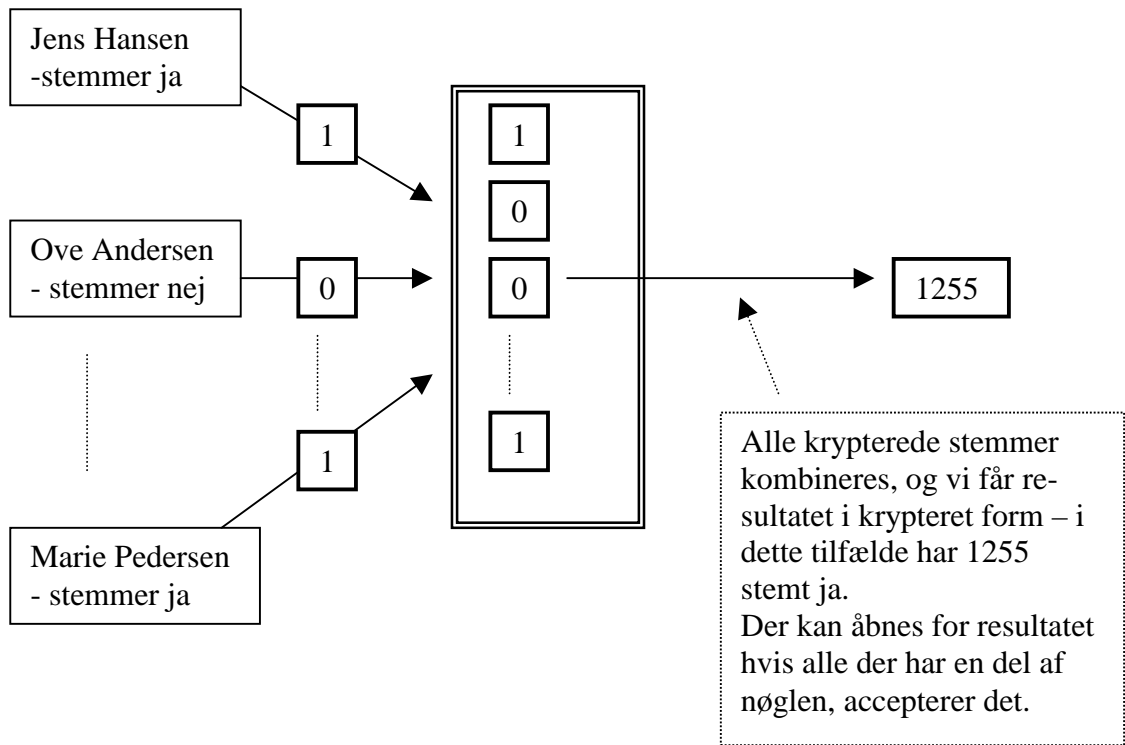 Jens Hansen
-stemmer ja
1
Ove Andersen
- stemmer nej
0
1
Marie Pedersen
- stemmer ja
1
0
0
1
1255
Alle krypterede stemmer
kombineres, og vi får re-
sultatet i krypteret form – i
dette tilfælde har 1255
stemt ja.
Der kan åbnes for resultatet
hvis alle der har en del af
nøglen, accepterer det.